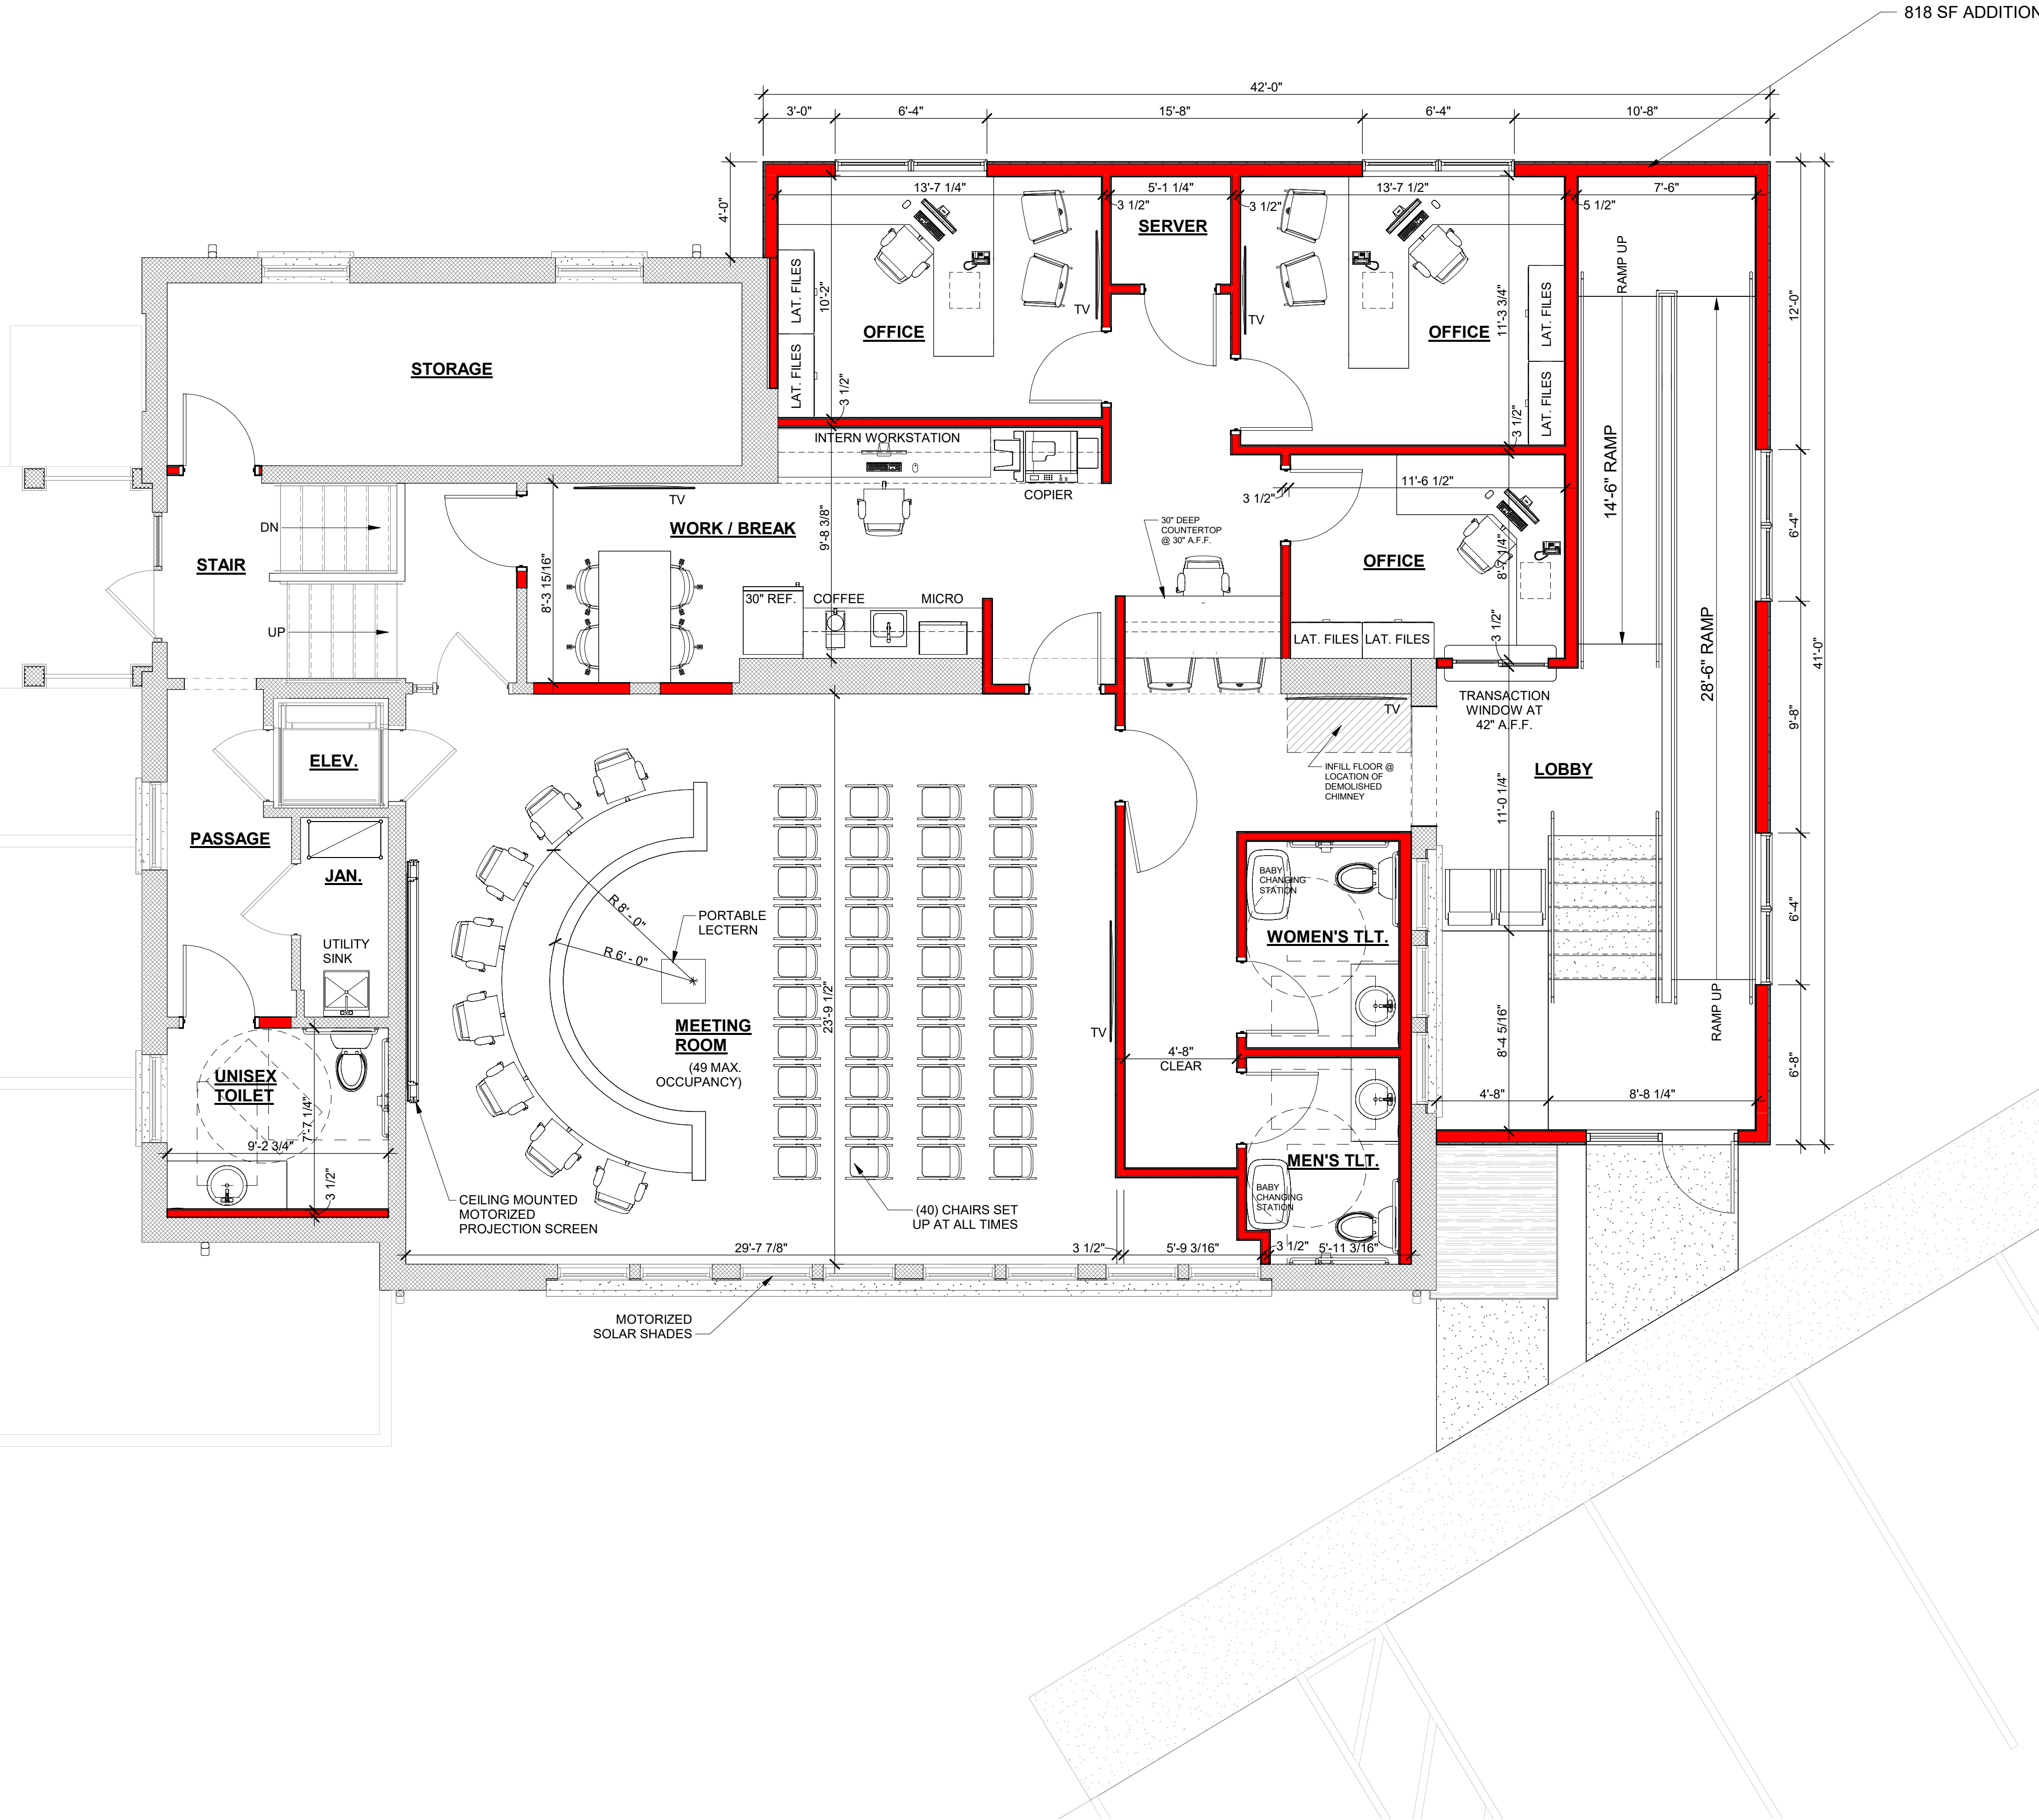 818 SF ADDITION
42'-0"
3'-0"
6'-4"
15'-8"
6'-4"
10'-8"
4'-0"
13'-7 1/4"
3 1/2"
5'-1 1/4"
3 1/2"
13'-7 1/2"
5 1/2"
7'-6"
SERVER
LAT. FILES
LAT. FILES
10'-2"
3 1/2"
OFFICE
TV
TV
OFFICE
11'-3 3/4"
3 1/2"
LAT. FILES
LAT. FILES
RAMP UP
12'-0"
STORAGE
INTERN WORKSTATION
COPIER
TV
WORK / BREAK
9'-8 3/8"
8'-3 15/16"
DN
STAIR
UP
30" REF.
COFFEE
MICRO
30" DEEP
COUNTERTOP
@ 30" A.F.F.
3 1/2"
11'-6 1/2"
OFFICE
8'-7 1/4"
3 1/2"
LAT. FILES
LAT. FILES
14'-6" RAMP
28'-6" RAMP
6'-4"
41'-0"
9'-8"
TRANSACTION
WINDOW AT
42" A.F.F.
TV
INFILL FLOOR @
LOCATION OF
DEMOLISHED
CHIMNEY
LOBBY
11'-0 1/4"
ELEV.
PASSAGE
JAN.
UTILITY
SINK
R 8' - 0"
R 6' - 0"
PORTABLE
LECTERN
MEETING
ROOM
(49 MAX.
OCCUPANCY)
23'-9 1/2"
TV
BABY
CHANGING
STATION
WOMEN'S TLT.
4'-8"
CLEAR
6'-4"
8'-4 5/16"
RAMP UP
6'-8"
4'-8"
8'-8 1/4"
UNISEX
TOILET
7'-7 1/4"
9'-2 3/4"
3 1/2"
MEN'S TLT.
BABY
CHANGING
STATION
CEILING MOUNTED
MOTORIZED
PROJECTION SCREEN
(40) CHAIRS SET
UP AT ALL TIMES
29'-7 7/8"
3 1/2"
5'-9 3/16"
3 1/2"
5'-11 3/16"
MOTORIZED
SOLAR SHADES